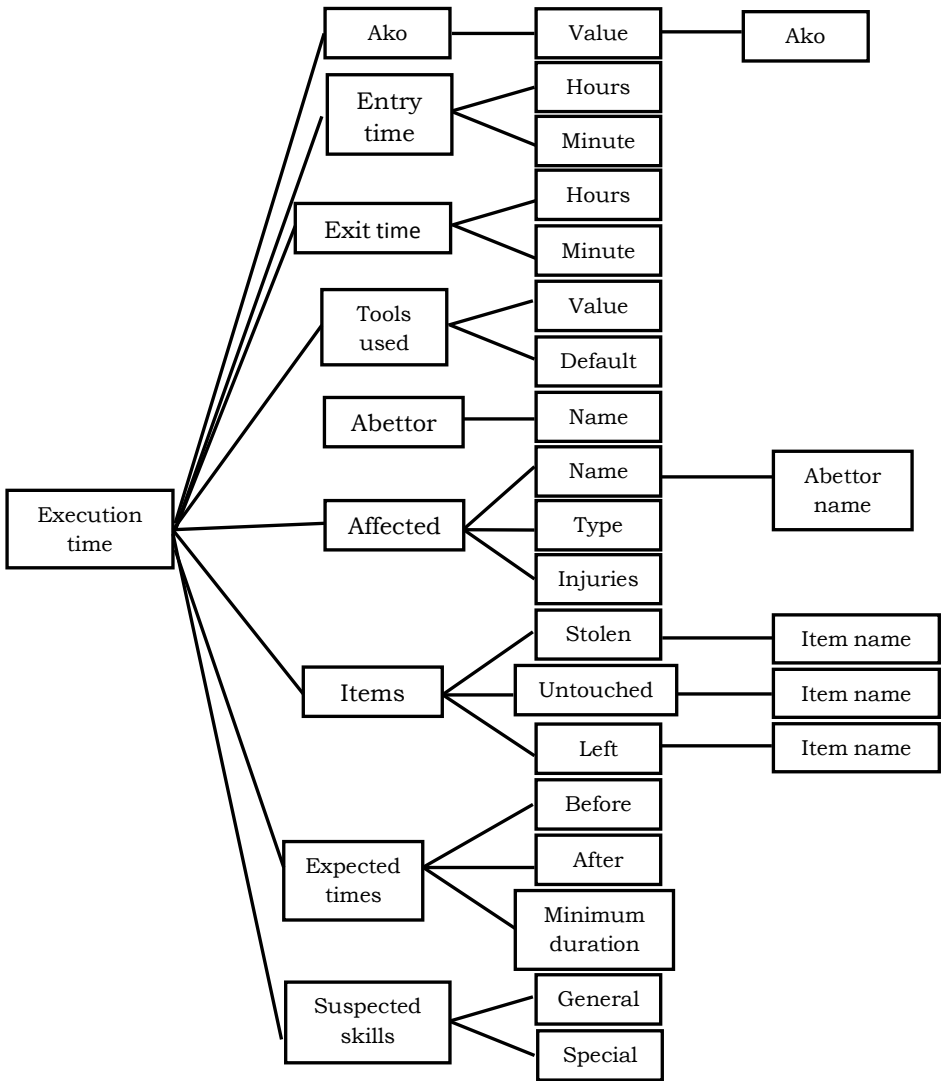 Ako
Value
Ako
Entry
time
Hours
Minute
Exit time
Hours
Minute
Tools
used
Value
Default
Abettor
Name
Execution
time
Affected
Name
Abettor
name
Type
Injuries
Items
Stolen
Item name
Untouched
Item name
Left
Item name
Expected
times
Before
After
Minimum
duration
Suspected
skills
General
Special